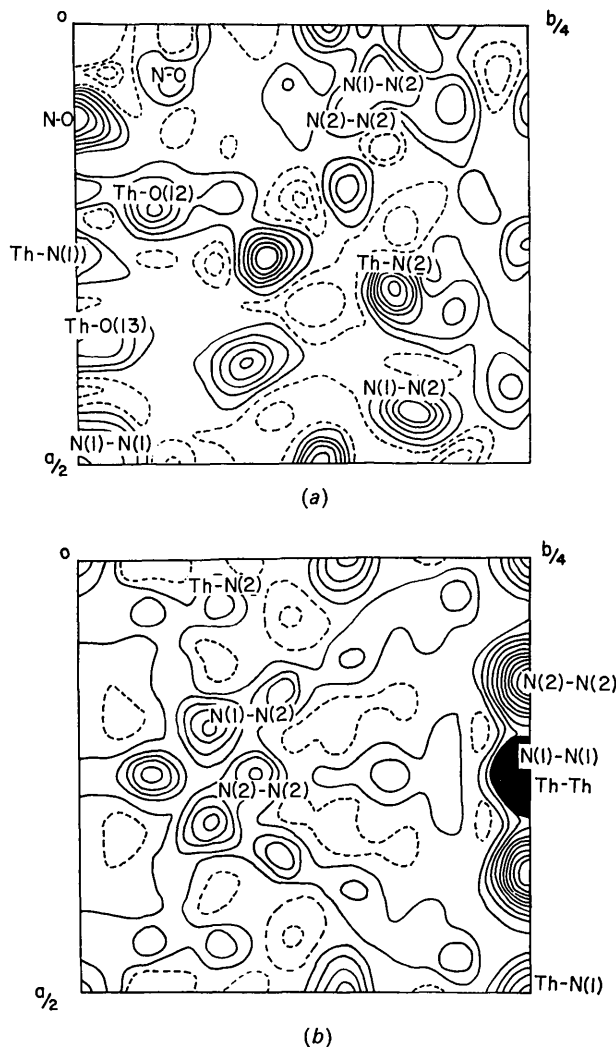 o b/4
N-O
N(1)-N(2)
N-O
N(2)-N(2)
Th-O(12)
Th-N(1)
Th-N(2)
Th-O(13)
N(1)-N(2)
N(1)-N(1)
a/2
(a)
o b/4
Th-N(2)
N(2)-N(2)
N(1)-N(2)
N(1)-N(1)
Th-Th
N(2)-N(2)
a/2 Th-N(1)
(b)